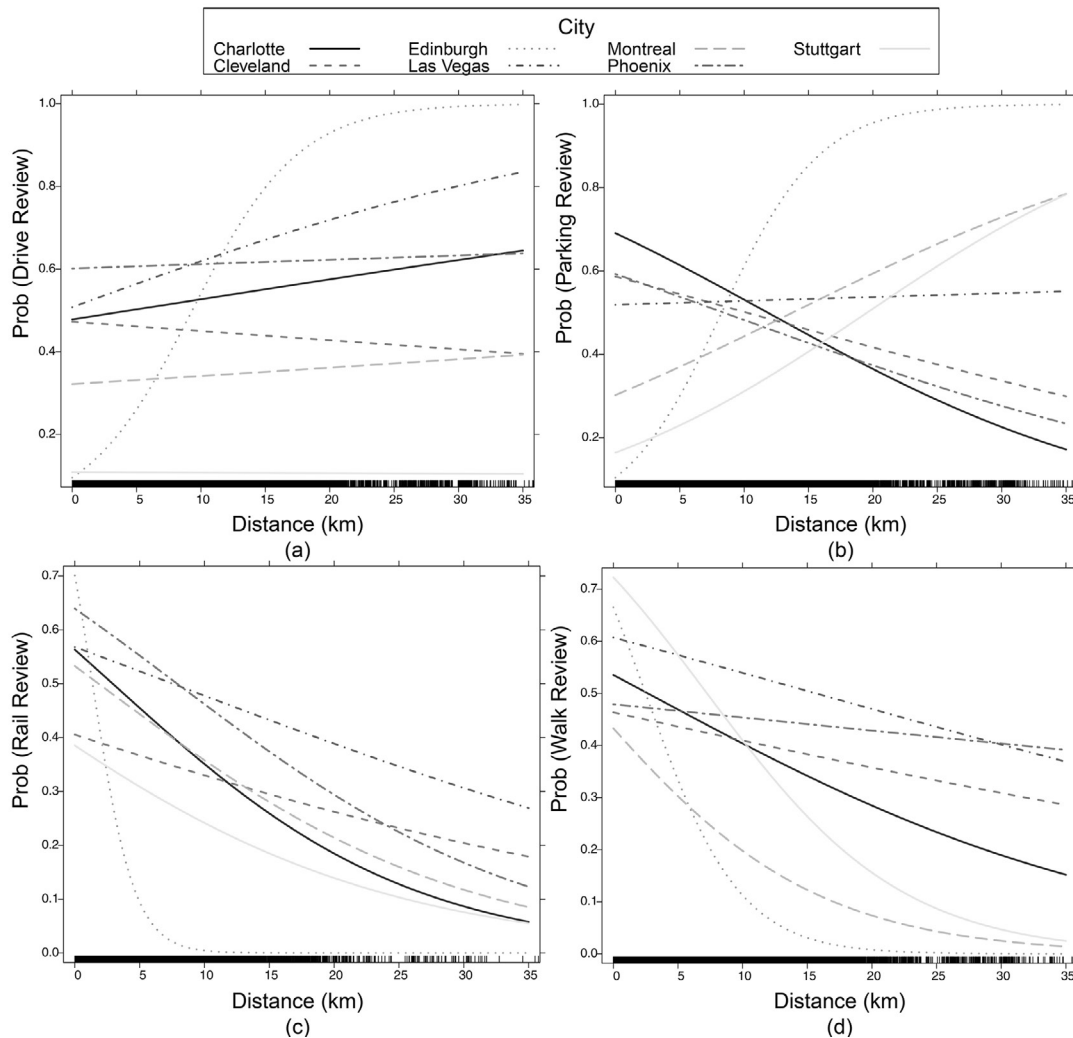 City
Charlotte Edinburgh Montreal Stuttgart
Cleveland Las Vegas Phoenix
Prob (Drive Review)
1.0
0.8
0.6
0.4
0.2
0 5 10 15 20 25 30 35
Distance (km)
(a)
Prob (Parking Review)
1.0
0.8
0.6
0.4
0.2
0 5 10 15 20 25 30 35
Distance (km)
(b)
Prob (Rail Review)
0.7
0.6
0.5
0.4
0.3
0.2
0.1
0.0
0 5 10 15 20 25 30 35
Distance (km)
(c)
Prob (Walk Review)
0.7
0.6
0.5
0.4
0.3
0.2
0.1
0.0
0 5 10 15 20 25 30 35
Distance (km)
(d)